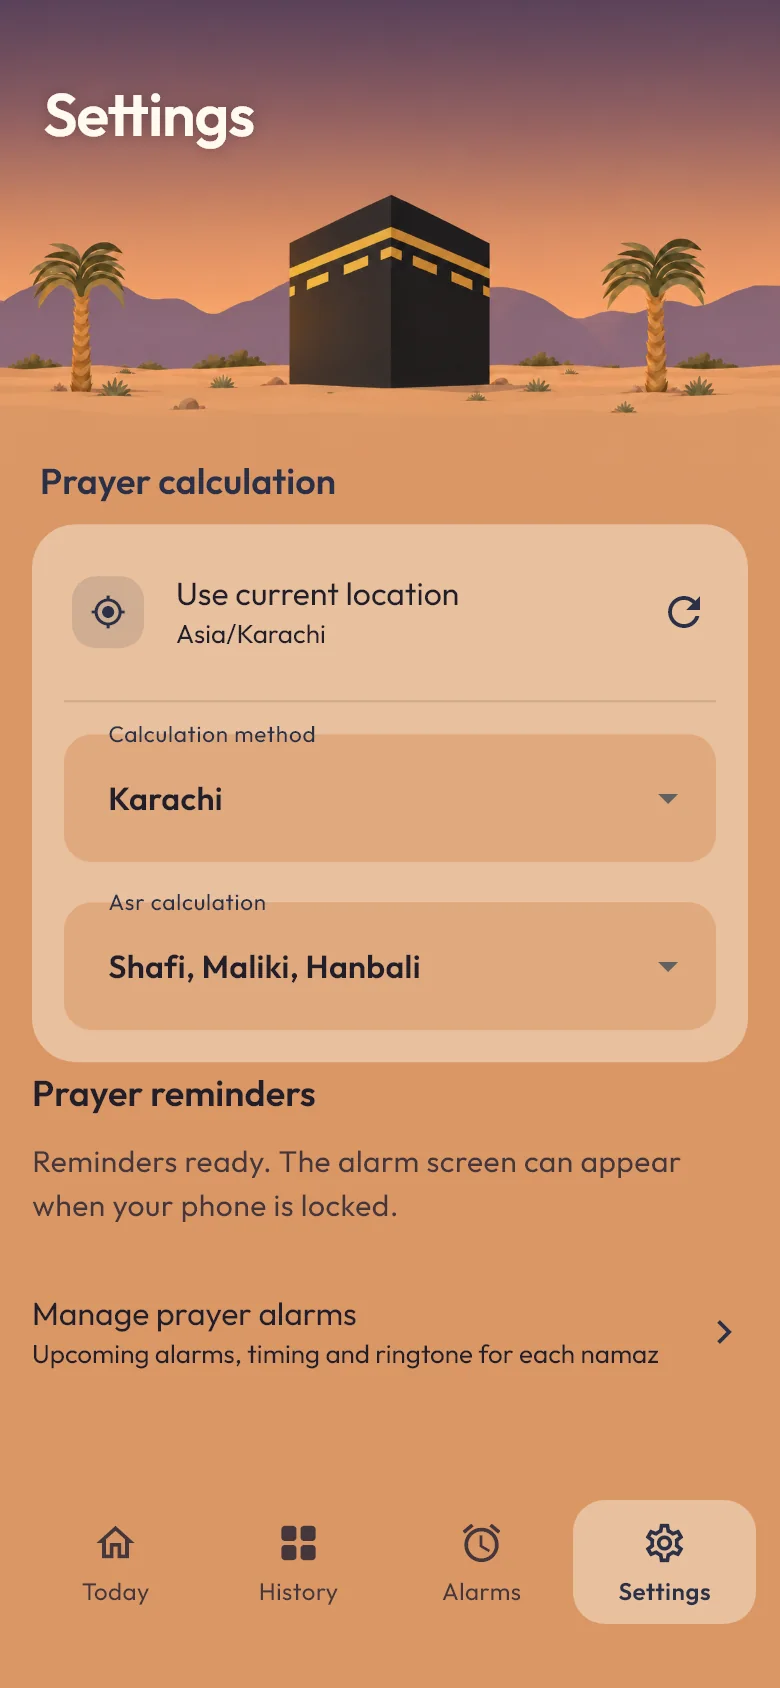 Settings
Prayer calculation
Use current location
Asia/Karachi
Calculation method
Karachi
Asr calculation
Shafi, Maliki, Hanbali
Prayer reminders
Reminders ready. The alarm screen can appear
when your phone is locked.
Manage prayer alarms
Upcoming alarms, timing and ringtone for each namaz
Today
History
Alarms
Settings